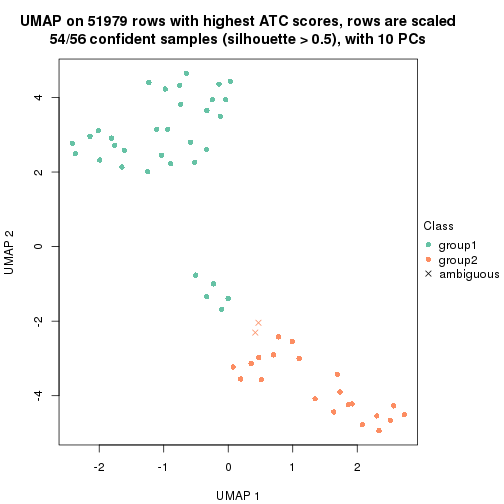 UMAP on 51979 rows with highest ATC scores, rows are scaled
54/56 confident samples (silhouette > 0.5), with 10 PCs
4
2
0
-2
-4
UMAP 2
-2
-1
0
1
2
UMAP 1
Class
group1
group2
ambiguous